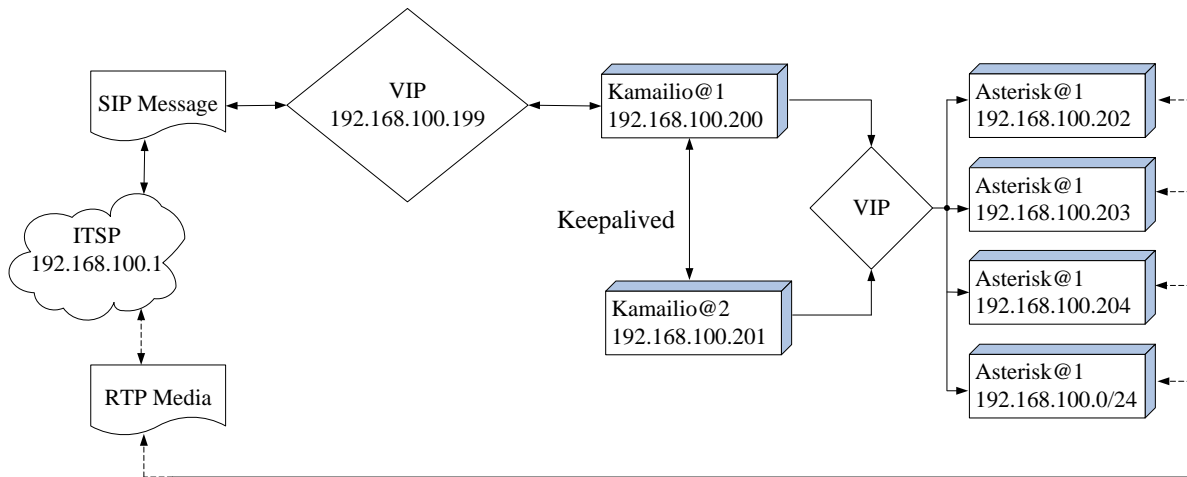 SIP Message
VIP
192.168.100.199
Kamailio@1
192.168.100.200
Asterisk@1
192.168.100.202
Asterisk@1
192.168.100.203
Keepalived
VIP
ITSP
192.168.100.1
Asterisk@1
192.168.100.204
Kamailio@2
192.168.100.201
Asterisk@1
192.168.100.0/24
RTP Media